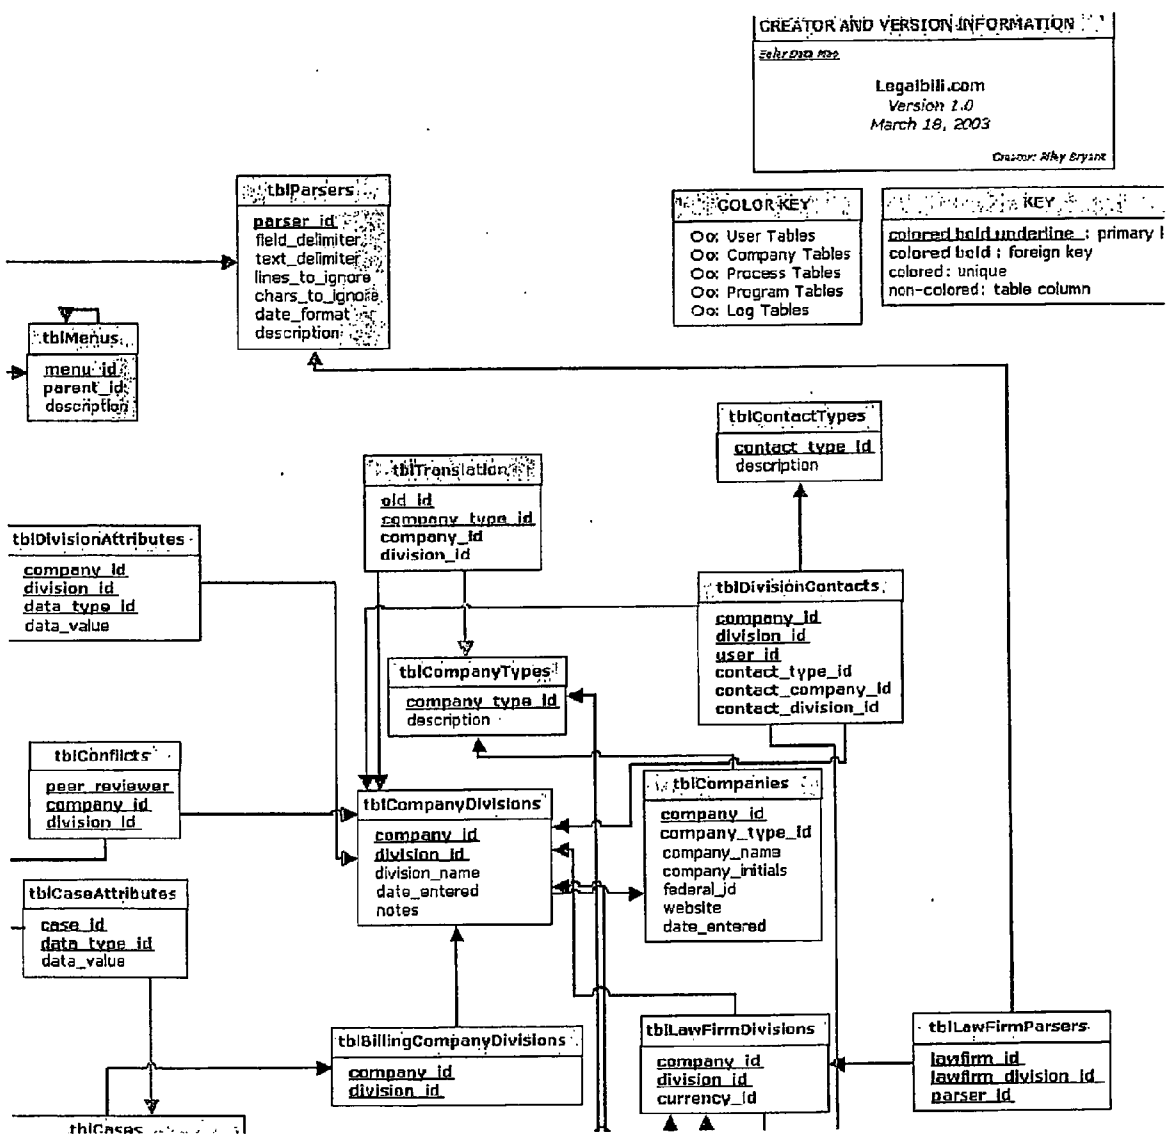 CREATOR AND VERSION INFORMATION
Legalbill.com
Version 1.0
March 18, 2003
Creator: Riley Bryant
COLOR KEY
Oo: User Tables
Oo: Company Tables
Oo: Process Tables
Oo: Program Tables
Oo: Log Tables
KEY
colored bold underline : primary
colored bold : foreign key
colored: unique
non-colored: table column
tblParsers
parser_id
field_delimiter
text_delimiter
lines_to_ignore
chars_to_ignore
date_format
description
tblMenus
menu_id
parent_id
description
tblContactTypes
contact_type_id
description
tblTranslation
old_id
company_type_id
company_id
division_id
tblDivisionAttributes
company_id
division_id
data_type_id
data_value
tblDivisionContacts
company_id
division_id
user_id
contact_type_id
contact_company_id
contact_division_id
tblCompanyTypes
company_type_id
description
tblConflicts
peer_reviewer
company_id
division_id
tblCompanyDivisions
company_id
division_id
division_name
date_entered
notes
tblCompanies
company_id
company_type_id
company_name
company_initials
federal_id
website
date_entered
tblCaseAttributes
case_id
data_type_id
data_value
tblBillingCompanyDivisions
company_id
division_id
tblLawFirmDivisions
company_id
division_id
currency_id
tblLawFirmParsers
lawfirm_id
lawfirm_division_id
parser_id
tblCases